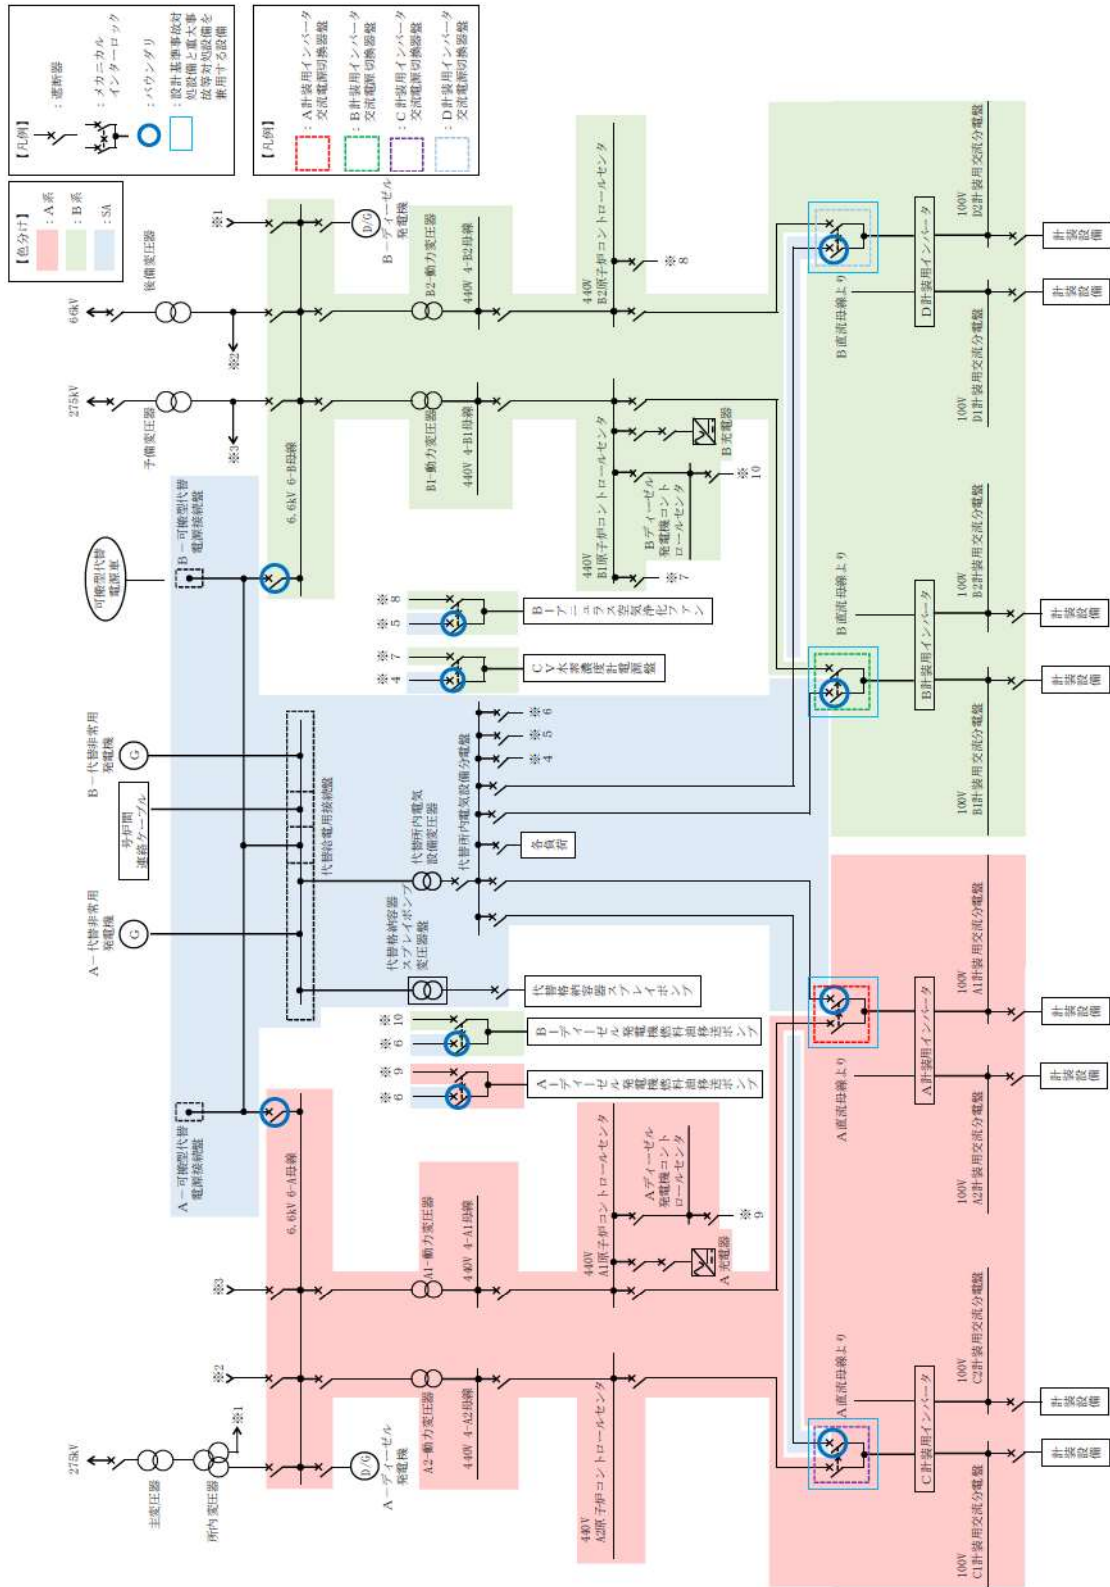 【色分け】
：A系
：B系
：SA
【凡例】
：遮断器
：メカニカル
インターロック
：バウンダリ
：設計基準事故対
処設備と重大事
故等対処設備を
兼用する設備
【凡例】
：A計装用インバータ
交流電源切換器盤
：B計装用インバータ
交流電源切換器盤
：C計装用インバータ
交流電源切換器盤
：D計装用インバータ
交流電源切換器盤
275kV
主変圧器
所内変圧器
※1
※2
※3
A－ディーゼル
発電機
D/G
6.6kV 6-A母線
A2-動力変圧器
440V 4-A2母線
A1-動力変圧器
440V 4-A1母線
440V
A2原子炉コントロールセンタ
440V
A1原子炉コントロールセンタ
A充電器
Aディーゼル
発電機コント
ロールセンタ
※9
A－可搬型代替
電源接続盤
A－代替非常用
発電機
G
号炉間
連絡ケーブル
B－代替非常用
発電機
G
可搬型代替
電源車
B－可搬型代替
電源接続盤
代替給電用接続盤
代替格納容器
スプレイポンプ
変圧器盤
代替格納容器スプレイポンプ
代替所内電気
設備変圧器
代替所内電気設備分電盤
各負荷
※4
※5
※6
※6 ※9
A－ディーゼル発電機燃料油移送ポンプ
※6 ※10
B－ディーゼル発電機燃料油移送ポンプ
※4 ※7
CV水素濃度計電源盤
※5 ※8
B－アニュラス空気浄化ファン
275kV
予備変圧器
※3
66kV
後備変圧器
※2
※1
B－ディーゼル
発電機
D/G
6.6kV 6-B母線
B1-動力変圧器
440V 4-B1母線
B2-動力変圧器
440V 4-B2母線
440V
B1原子炉コントロールセンタ
※7
Bディーゼル
発電機コント
ロールセンタ
※10
B充電器
440V
B2原子炉コントロールセンタ
※8
A直流母線より
C計装用インバータ
100V
C1計装用交流分電盤
100V
C2計装用交流分電盤
計装設備
計装設備
A直流母線より
A計装用インバータ
100V
A2計装用交流分電盤
100V
A1計装用交流分電盤
計装設備
計装設備
B直流母線より
B計装用インバータ
100V
B1計装用交流分電盤
100V
B2計装用交流分電盤
計装設備
計装設備
B直流母線より
D計装用インバータ
100V
D1計装用交流分電盤
100V
D2計装用交流分電盤
計装設備
計装設備